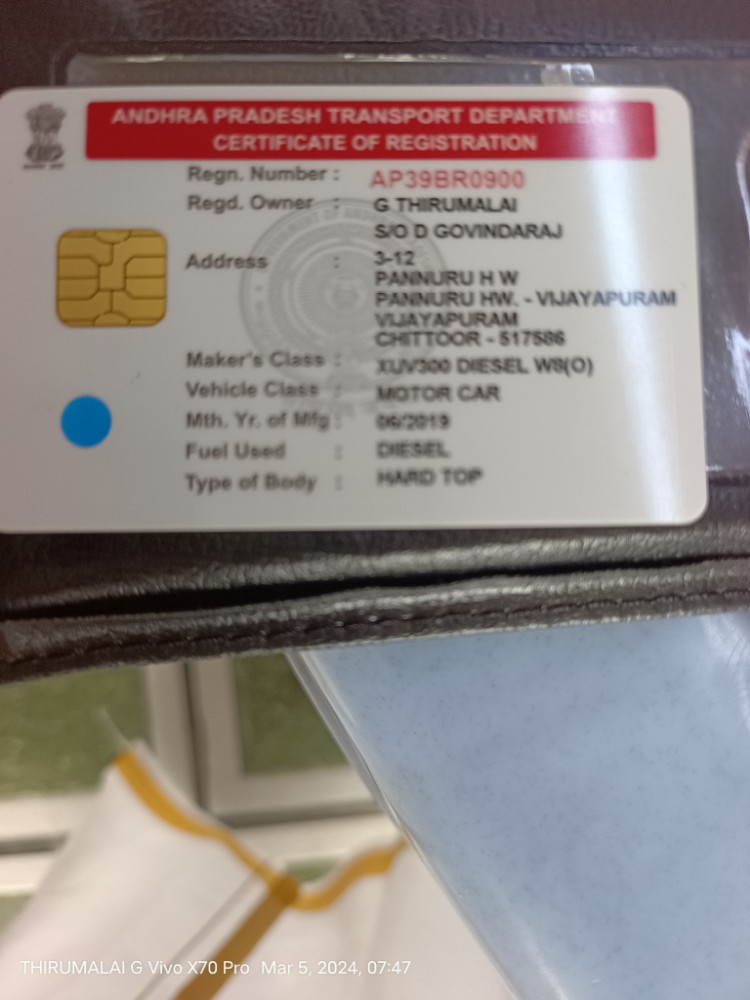 ANDHRA PRADESH TRANSPORT DEPARTMENT
CERTIFICATE OF REGISTRATION
Regn. Number : AP39BR0900
Regd. Owner : G THIRUMALAI
S/O D GOVINDARAJ
Address : 3-12
PANNURU H W
PANNURU HW. - VIJAYAPURAM
VIJAYAPURAM
CHITTOOR - 517586
Maker's Class : XUV300 DIESEL W8(O)
Vehicle Class : MOTOR CAR
Mth. Yr. of Mfg : 06/2019
Fuel Used : DIESEL
Type of Body : HARD TOP
THIRUMALAI G Vivo X70 Pro Mar 5, 2024, 07:47